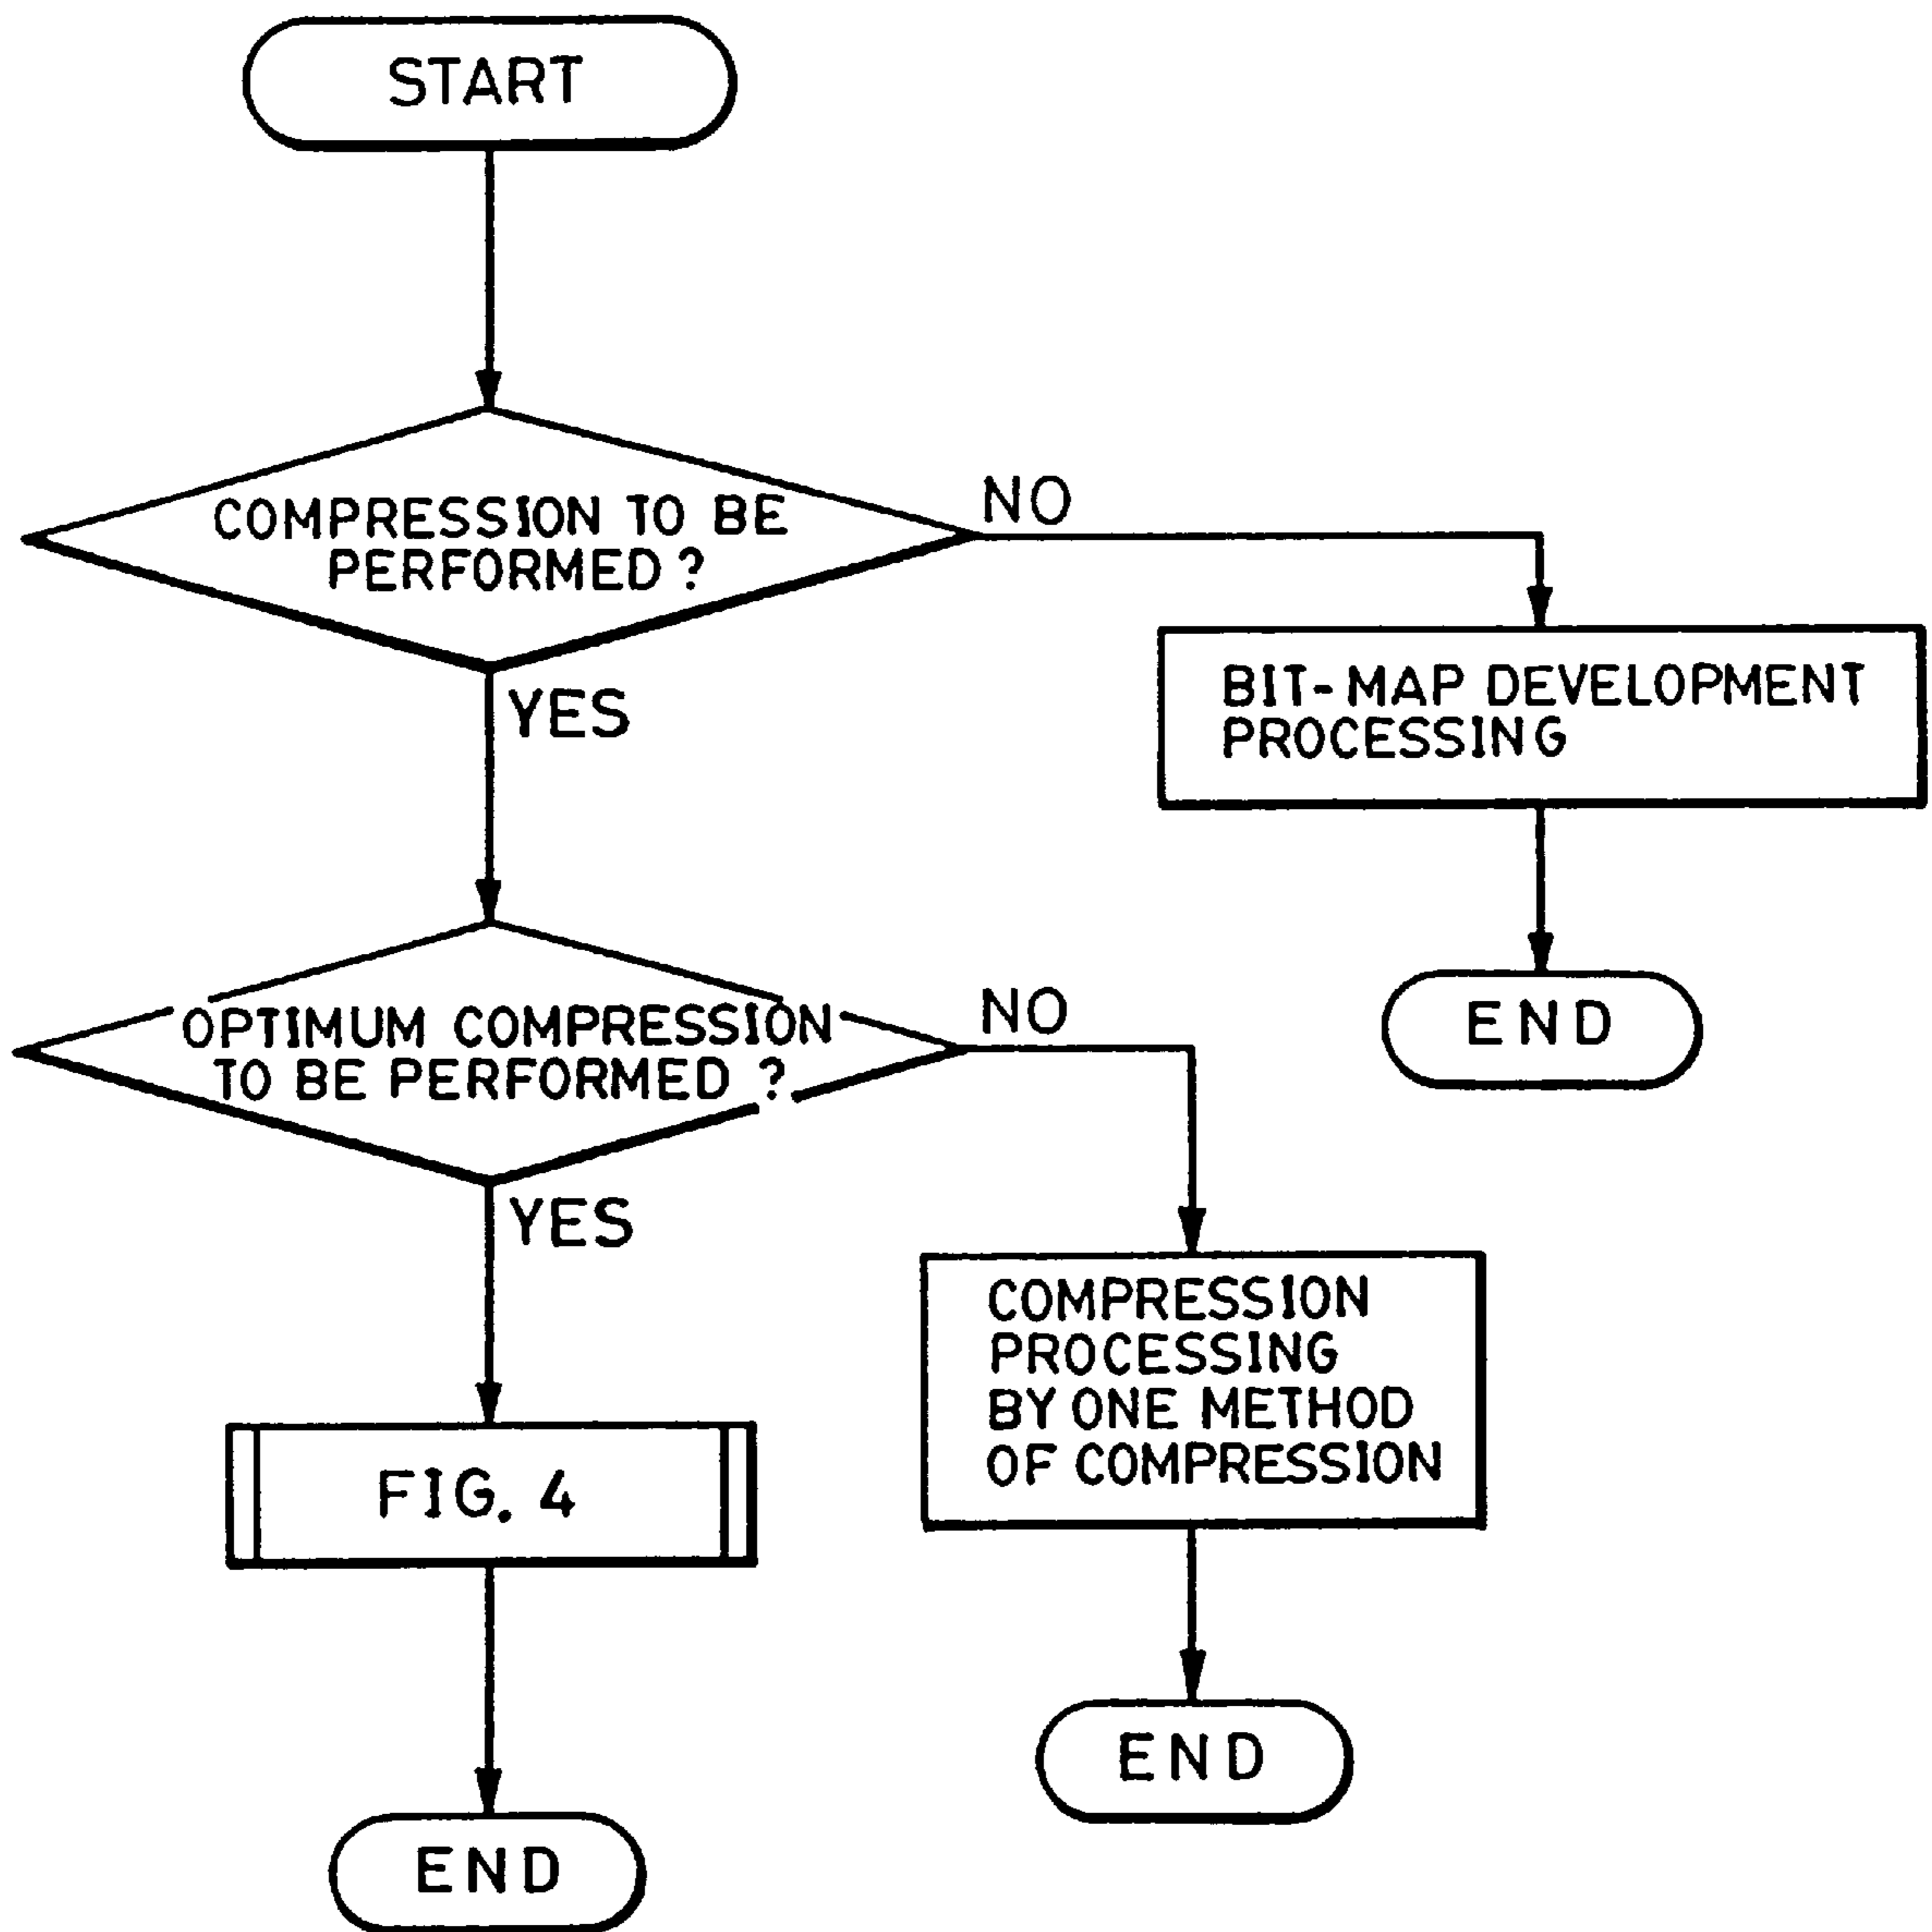 START
COMPRESSION TO BE
PERFORMED ?
NO
YES
BIT-MAP DEVELOPMENT
PROCESSING
END
OPTIMUM COMPRESSION
TO BE PERFORMED ?
NO
YES
COMPRESSION
PROCESSING
BY ONE METHOD
OF COMPRESSION
FIG. 4
END
END